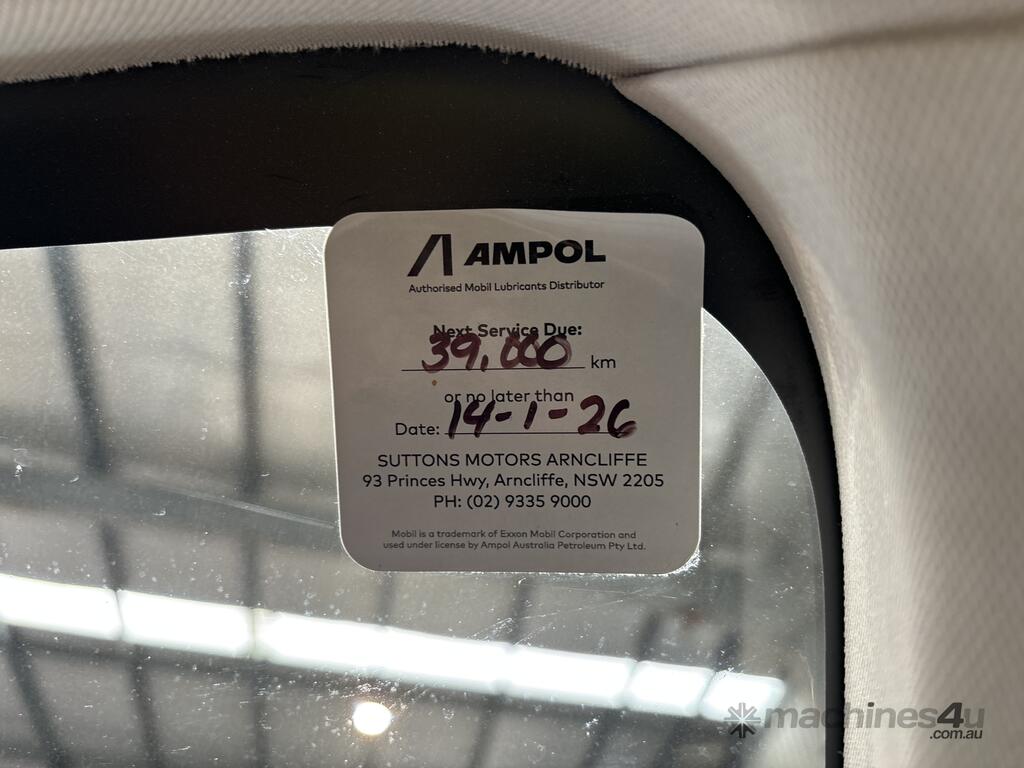 AMPOL
Authorised Mobil Lubricants Distributor
Next Service Due:
39,000 km
or no later than
Date: 14-1-26
SUTTONS MOTORS ARNCLIFFE
93 Princes Hwy, Arncliffe, NSW 2205
PH: (02) 9335 9000
Mobil is a trademark of Exxon Mobil Corporation and
used under license by Ampol Australia Petroleum Pty Ltd.
machines4u
.com.au